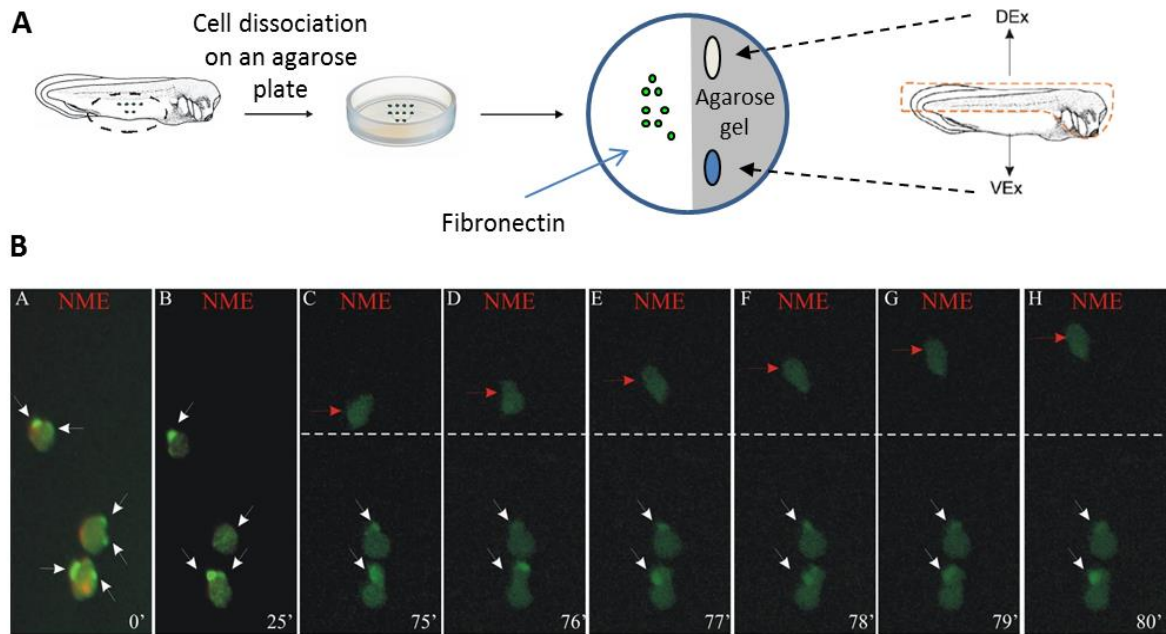 A
Cell dissociation
on an agarose
plate
Fibronectin
Agarose
gel
DEx
VEx
B
A NME 0'
B NME 25'
C NME 75'
D NME 76'
E NME 77'
F NME 78'
G NME 79'
H NME 80'